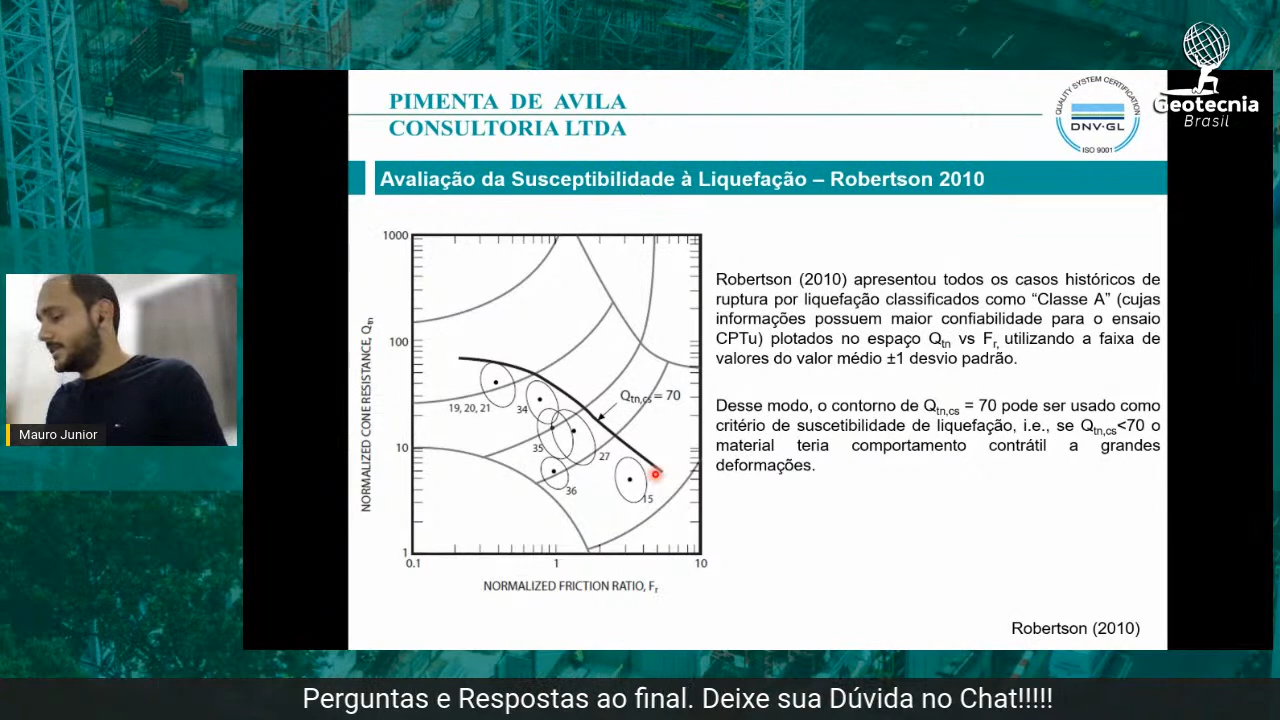 Geotecnia
Brasil
PIMENTA DE AVILA
CONSULTORIA LTDA
QUALITY SYSTEM CERTIFICATION
DNV·GL
ISO 9001
Avaliação da Susceptibilidade à Liquefação – Robertson 2010
1000
100
10
1
0.1
1
10
NORMALIZED CONE RESISTANCE, Qtn
NORMALIZED FRICTION RATIO, Fr
19, 20, 21
34
35
27
36
15
Qtn,cs = 70
Robertson (2010) apresentou todos os casos históricos de
ruptura por liquefação classificados como “Classe A” (cujas
informações possuem maior confiabilidade para o ensaio
CPTu) plotados no espaço Qtn vs Fr, utilizando a faixa de
valores do valor médio ±1 desvio padrão.
Desse modo, o contorno de Qtn,cs = 70 pode ser usado como
critério de suscetibilidade de liquefação, i.e., se Qtn,cs<70 o
material teria comportamento contrátil a grandes
deformações.
Robertson (2010)
Mauro Junior
Perguntas e Respostas ao final. Deixe sua Dúvida no Chat!!!!!